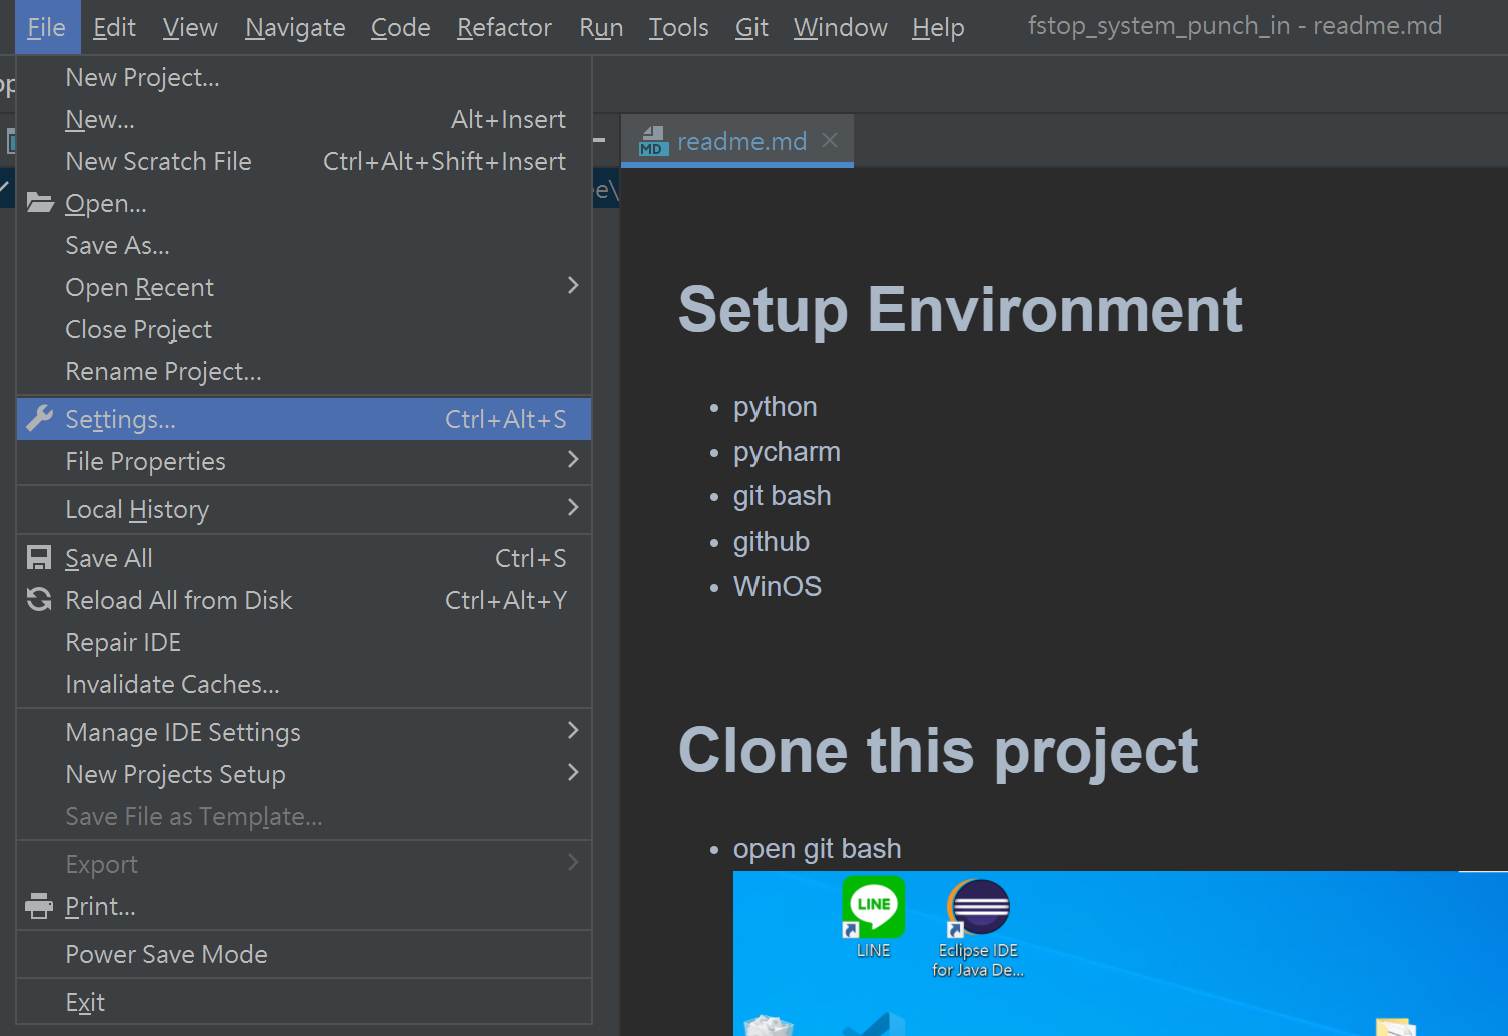 File Edit View Navigate Code Refactor Run Tools Git Window Help fstop_system_punch_in - readme.md
New Project...
New... Alt+Insert
New Scratch File Ctrl+Alt+Shift+Insert
Open...
Save As...
Open Recent
Close Project
Rename Project...
Settings... Ctrl+Alt+S
File Properties
Local History
Save All Ctrl+S
Reload All from Disk Ctrl+Alt+Y
Repair IDE
Invalidate Caches...
Manage IDE Settings
New Projects Setup
Save File as Template...
Export
Print...
Power Save Mode
Exit
MD readme.md
Setup Environment
python
pycharm
git bash
github
WinOS
Clone this project
open git bash
LINE
LINE
Eclipse IDE
for Java De...